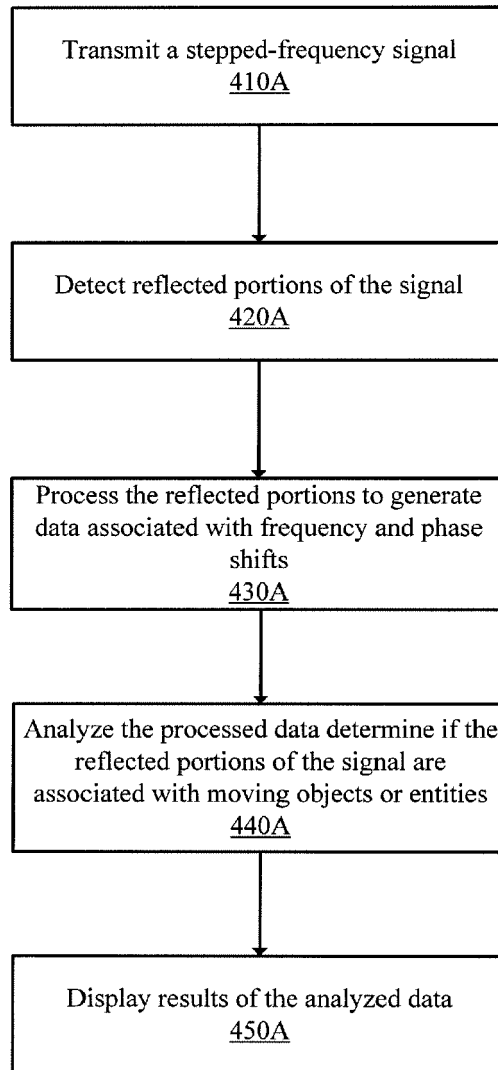 Transmit a stepped-frequency signal
410A
Detect reflected portions of the signal
420A
Process the reflected portions to generate
data associated with frequency and phase
shifts
430A
Analyze the processed data determine if the
reflected portions of the signal are
associated with moving objects or entities
440A
Display results of the analyzed data
450A